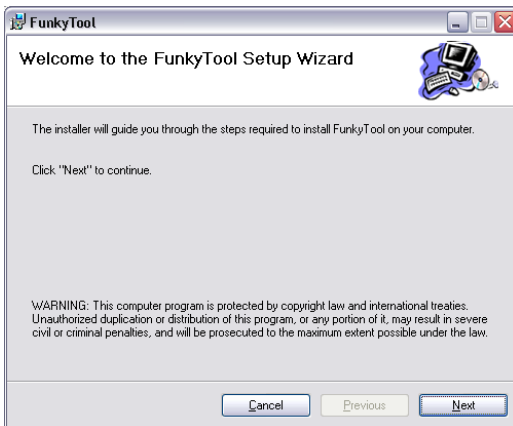 FunkyTool
Welcome to the FunkyTool Setup Wizard
The installer will guide you through the steps required to install FunkyTool on your computer.
Click "Next" to continue.
WARNING: This computer program is protected by copyright law and international treaties.
Unauthorized duplication or distribution of this program, or any portion of it, may result in severe
civil or criminal penalties, and will be prosecuted to the maximum extent possible under the law.
Cancel Previous Next